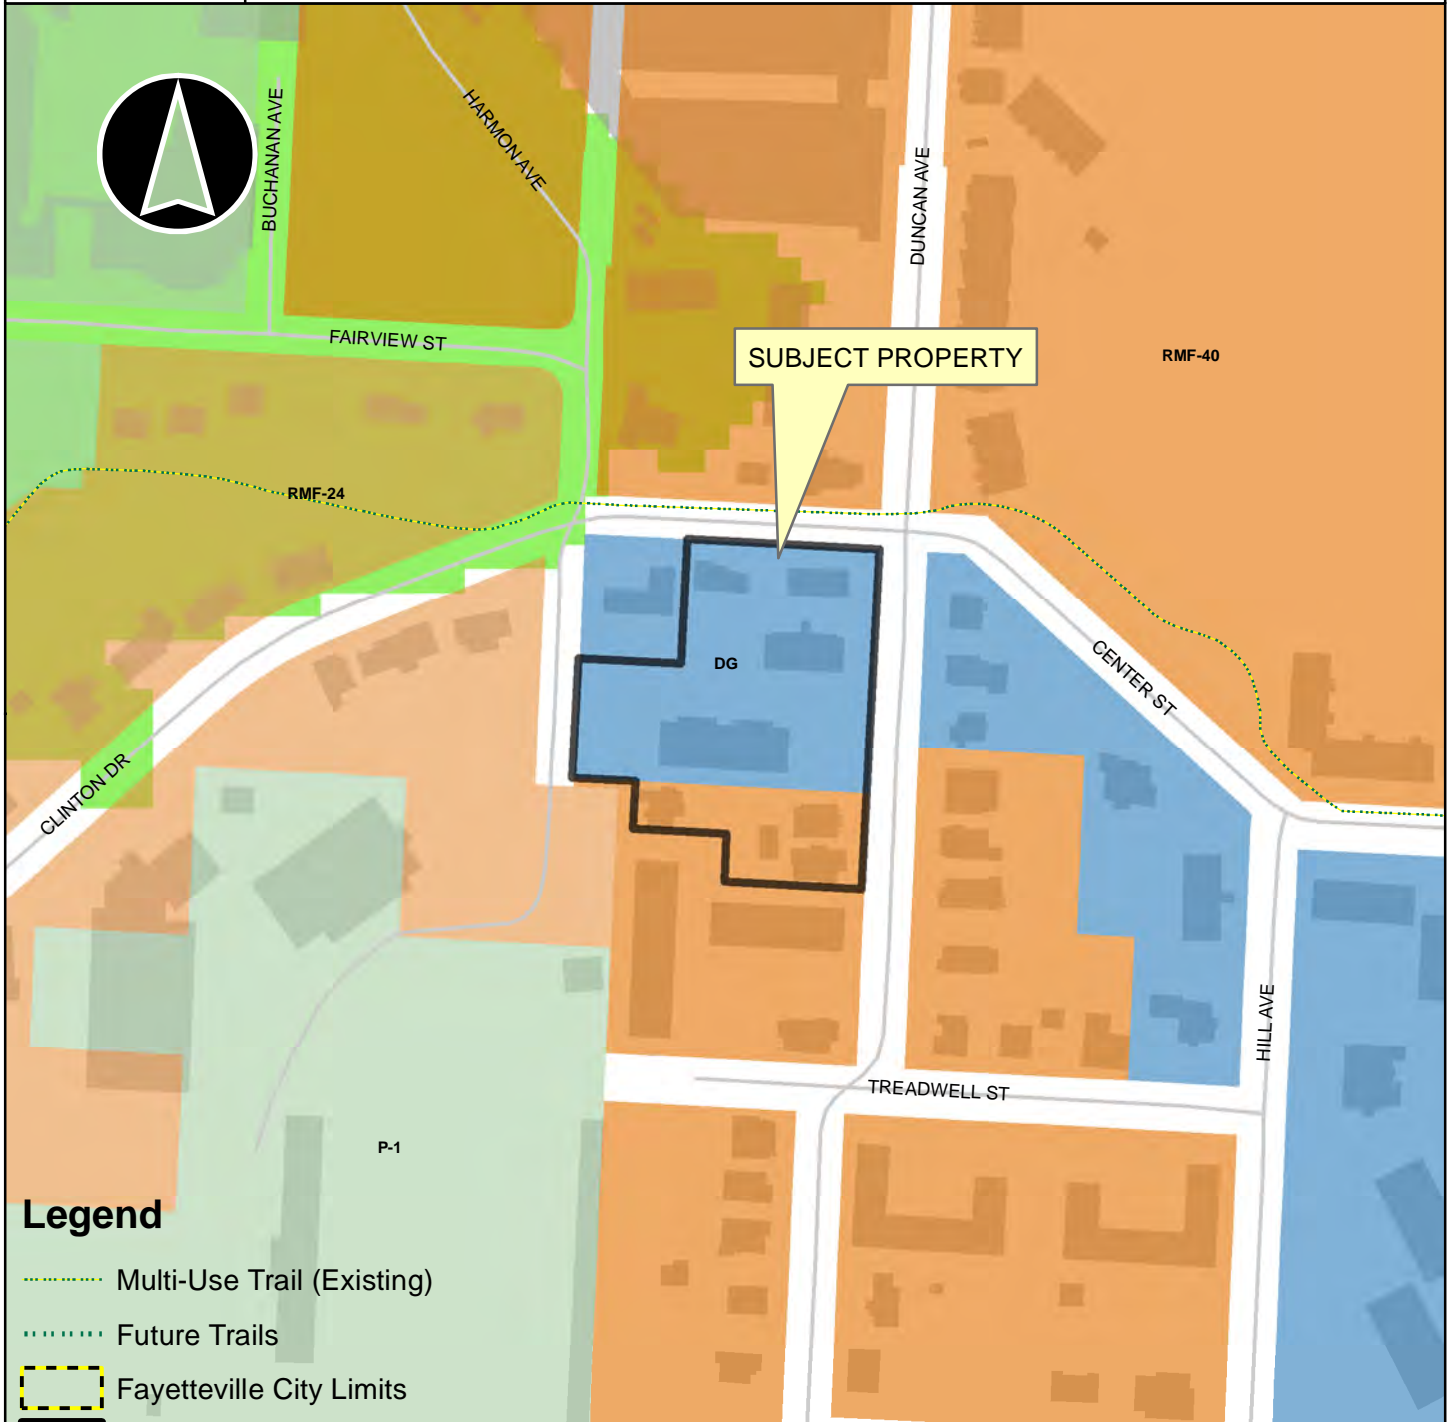 BUCHANAN AVE
HARMON AVE
DUNCAN AVE
FAIRVIEW ST
SUBJECT PROPERTY
RMF-40
RMF-24
DG
CENTER ST
CLINTON DR
HILL AVE
TREADWELL ST
P-1
Legend
Multi-Use Trail (Existing)
Future Trails
Fayetteville City Limits